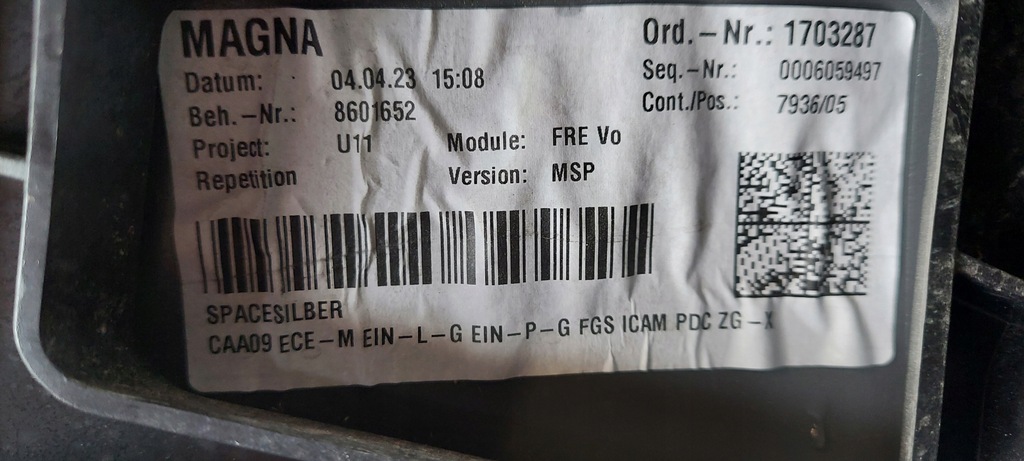 MAGNA
Ord.-Nr.: 1703287
Datum: 04.04.23 15:08
Seq.-Nr.: 0006059497
Beh.-Nr.: 8601652
Cont./Pos.: 7936/05
Project: U11 Module: FRE Vo
Repetition Version: MSP
SPACESILBER
CAA09 ECE-M EIN-L-G EIN-P-G FGS ICAM PDC ZG -X